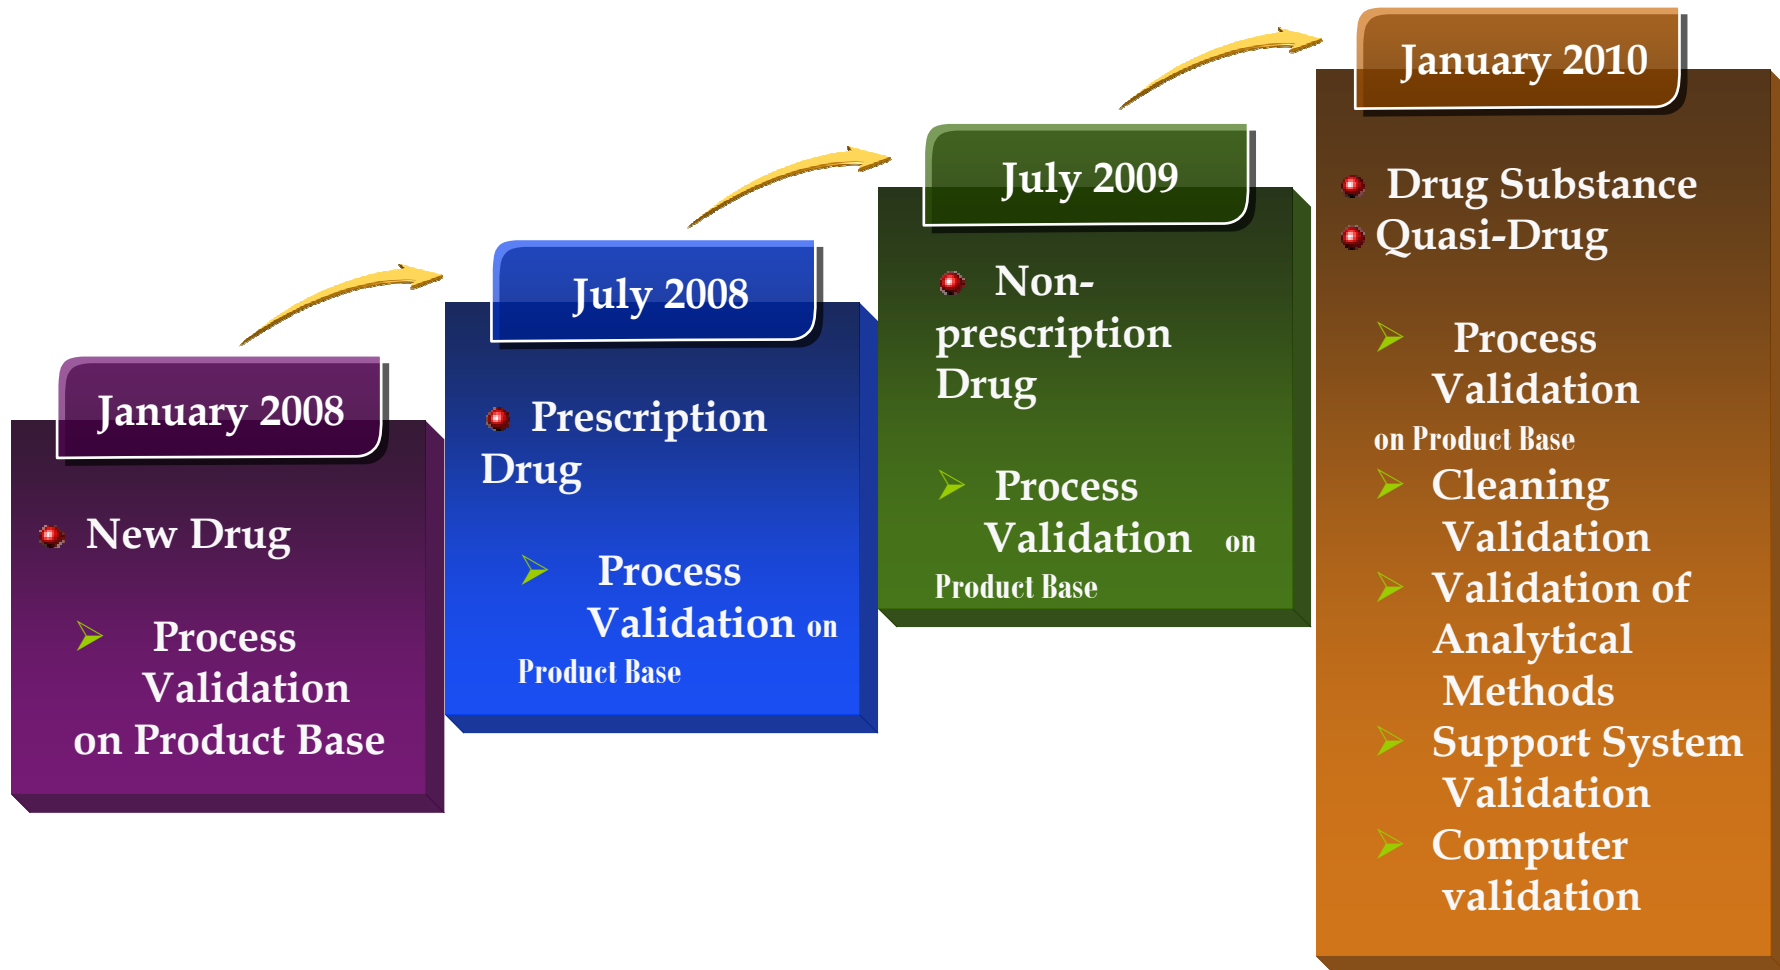 January 2008
New Drug
Process
Validation
on Product Base
July 2008
Prescription
Drug
Process
Validation on
Product Base
July 2009
Non-
prescription
Drug
Process
Validation on
Product Base
January 2010
Drug Substance
Quasi-Drug
Process
Validation
on Product Base
Cleaning
Validation
Validation of
Analytical
Methods
Support System
Validation
Computer
validation